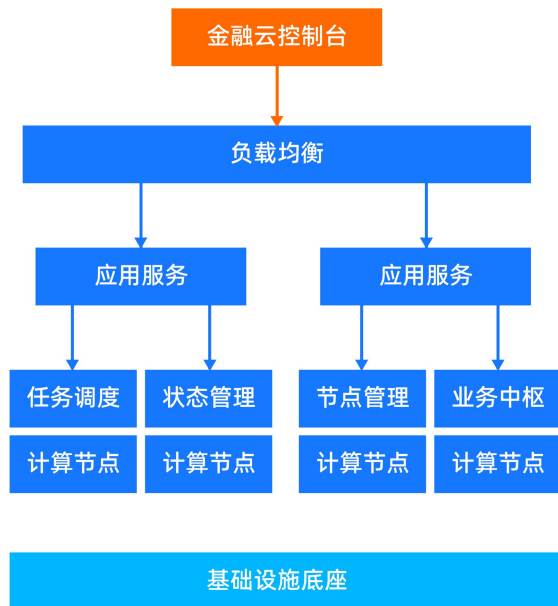 金融云控制台
负载均衡
应用服务 应用服务
任务调度 状态管理 节点管理 业务中枢
计算节点 计算节点 计算节点 计算节点
基础设施底座